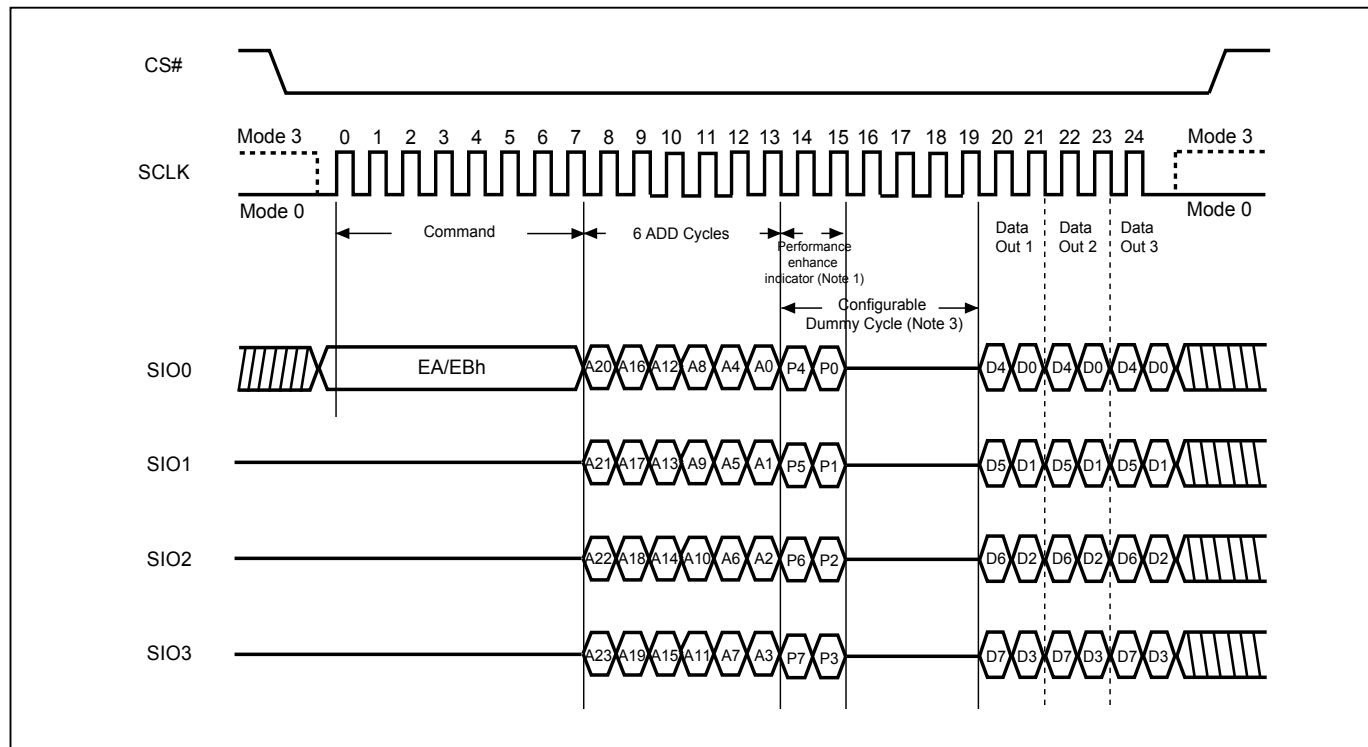 CS#
Mode 3 0 1 2 3 4 5 6 7 8 9 10 11 12 13 14 15 16 17 18 19 20 21 22 23 24 Mode 3
SCLK
Mode 0 Mode 0
Command 6 ADD Cycles Data Out 1 Data Out 2 Data Out 3
Performance
enhance
indicator (Note 1)
Configurable
Dummy Cycle (Note 3)
SIO0 EA/EBh A20 A16 A12 A8 A4 A0 P4 P0 D4 D0 D4 D0 D4 D0
SIO1 A21 A17 A13 A9 A5 A1 P5 P1 D5 D1 D5 D1 D5 D1
SIO2 A22 A18 A14 A10 A6 A2 P6 P2 D6 D2 D6 D2 D6 D2
SIO3 A23 A19 A15 A11 A7 A3 P7 P3 D7 D3 D7 D3 D7 D3